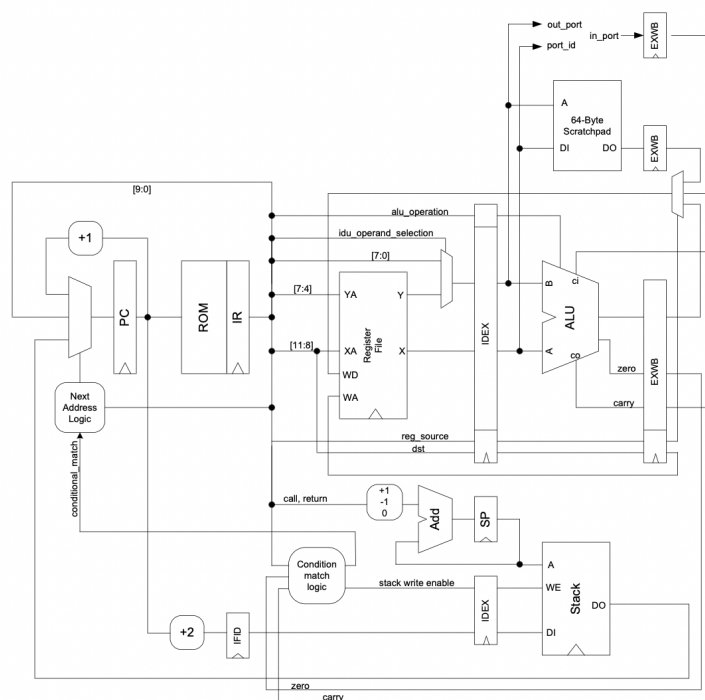 out_port
in_port
EXWB
port_id
A
64-Byte
Scratchpad
DI
DO
EXWB
[9:0]
alu_operation
+1
idu_operand_selection
[7:0]
PC
ROM
IR
[7:4]
YA
Y
Register
File
[11:8]
XA
X
WD
WA
IDEX
B
ci
ALU
A
co
zero
carry
EXWB
Next
Address
Logic
conditional_match
reg_source
dst
call, return
+1
-1
0
Add
SP
Condition
match
logic
stack write enable
A
WE
Stack
DO
DI
IDEX
+2
IFID
zero
carry